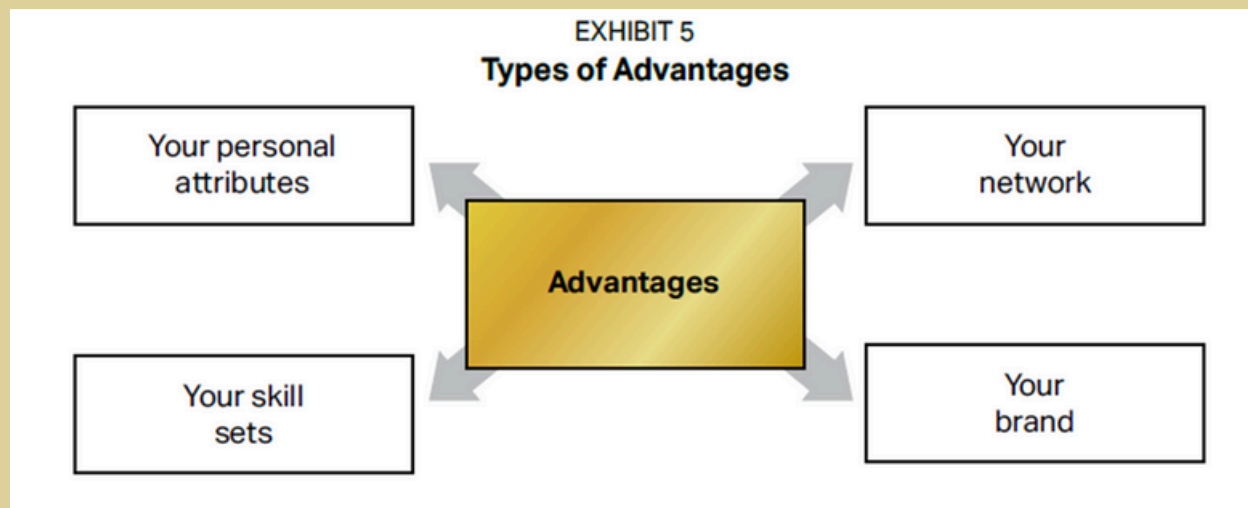 EXHIBIT 5
Types of Advantages
Your personal
attributes
Your
network
Advantages
Your skill
sets
Your
brand